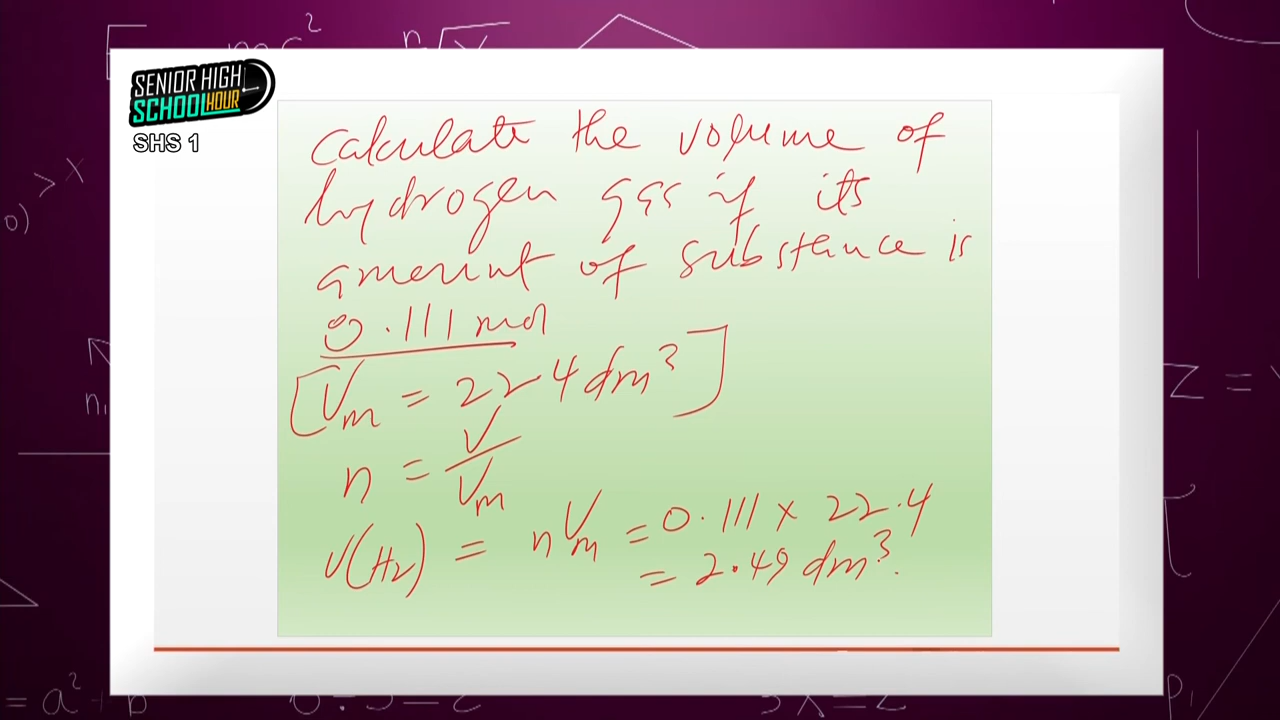 SENIOR HIGH
SCHOOL HOUR
SHS 1
Calculate the volume of
hydrogen gas if its
amount of substance is
0.111 mol
[Vm = 22.4 dm³]
n = V/Vm
V(H₂) = nVm = 0.111 × 22.4
= 2.49 dm³.